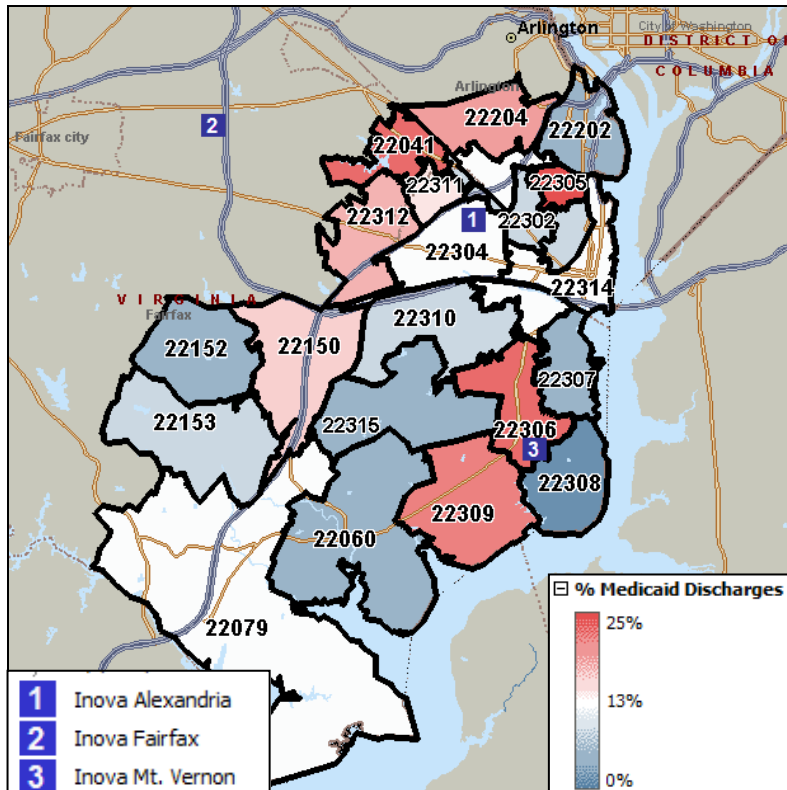 City of Washington
Arlington
DISTRICT OF
COLUMBIA
Arlington
22204
22202
Fairfax city
2
22041
22311
22305
22312
1
22302
22304
22314
VIRGINIA
Fairfax
22310
22152
22150
22307
22153
22315
22306
3
22308
22309
22060
22079
% Medicaid Discharges
25%
13%
0%
1 Inova Alexandria
2 Inova Fairfax
3 Inova Mt. Vernon